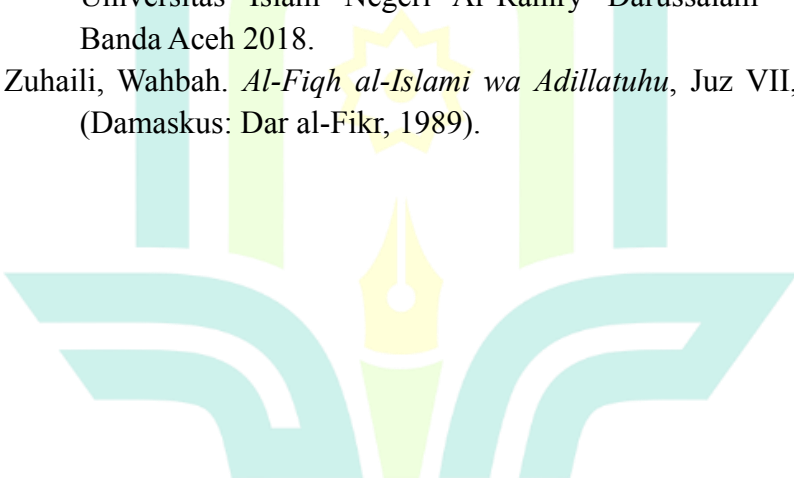 Universitas Islam Negeri Ar-Raniry Darussalam
Banda Aceh 2018.
Zuhaili, Wahbah. Al-Fiqh al-Islami wa Adillatuhu, Juz VII,
(Damaskus: Dar al-Fikr, 1989).